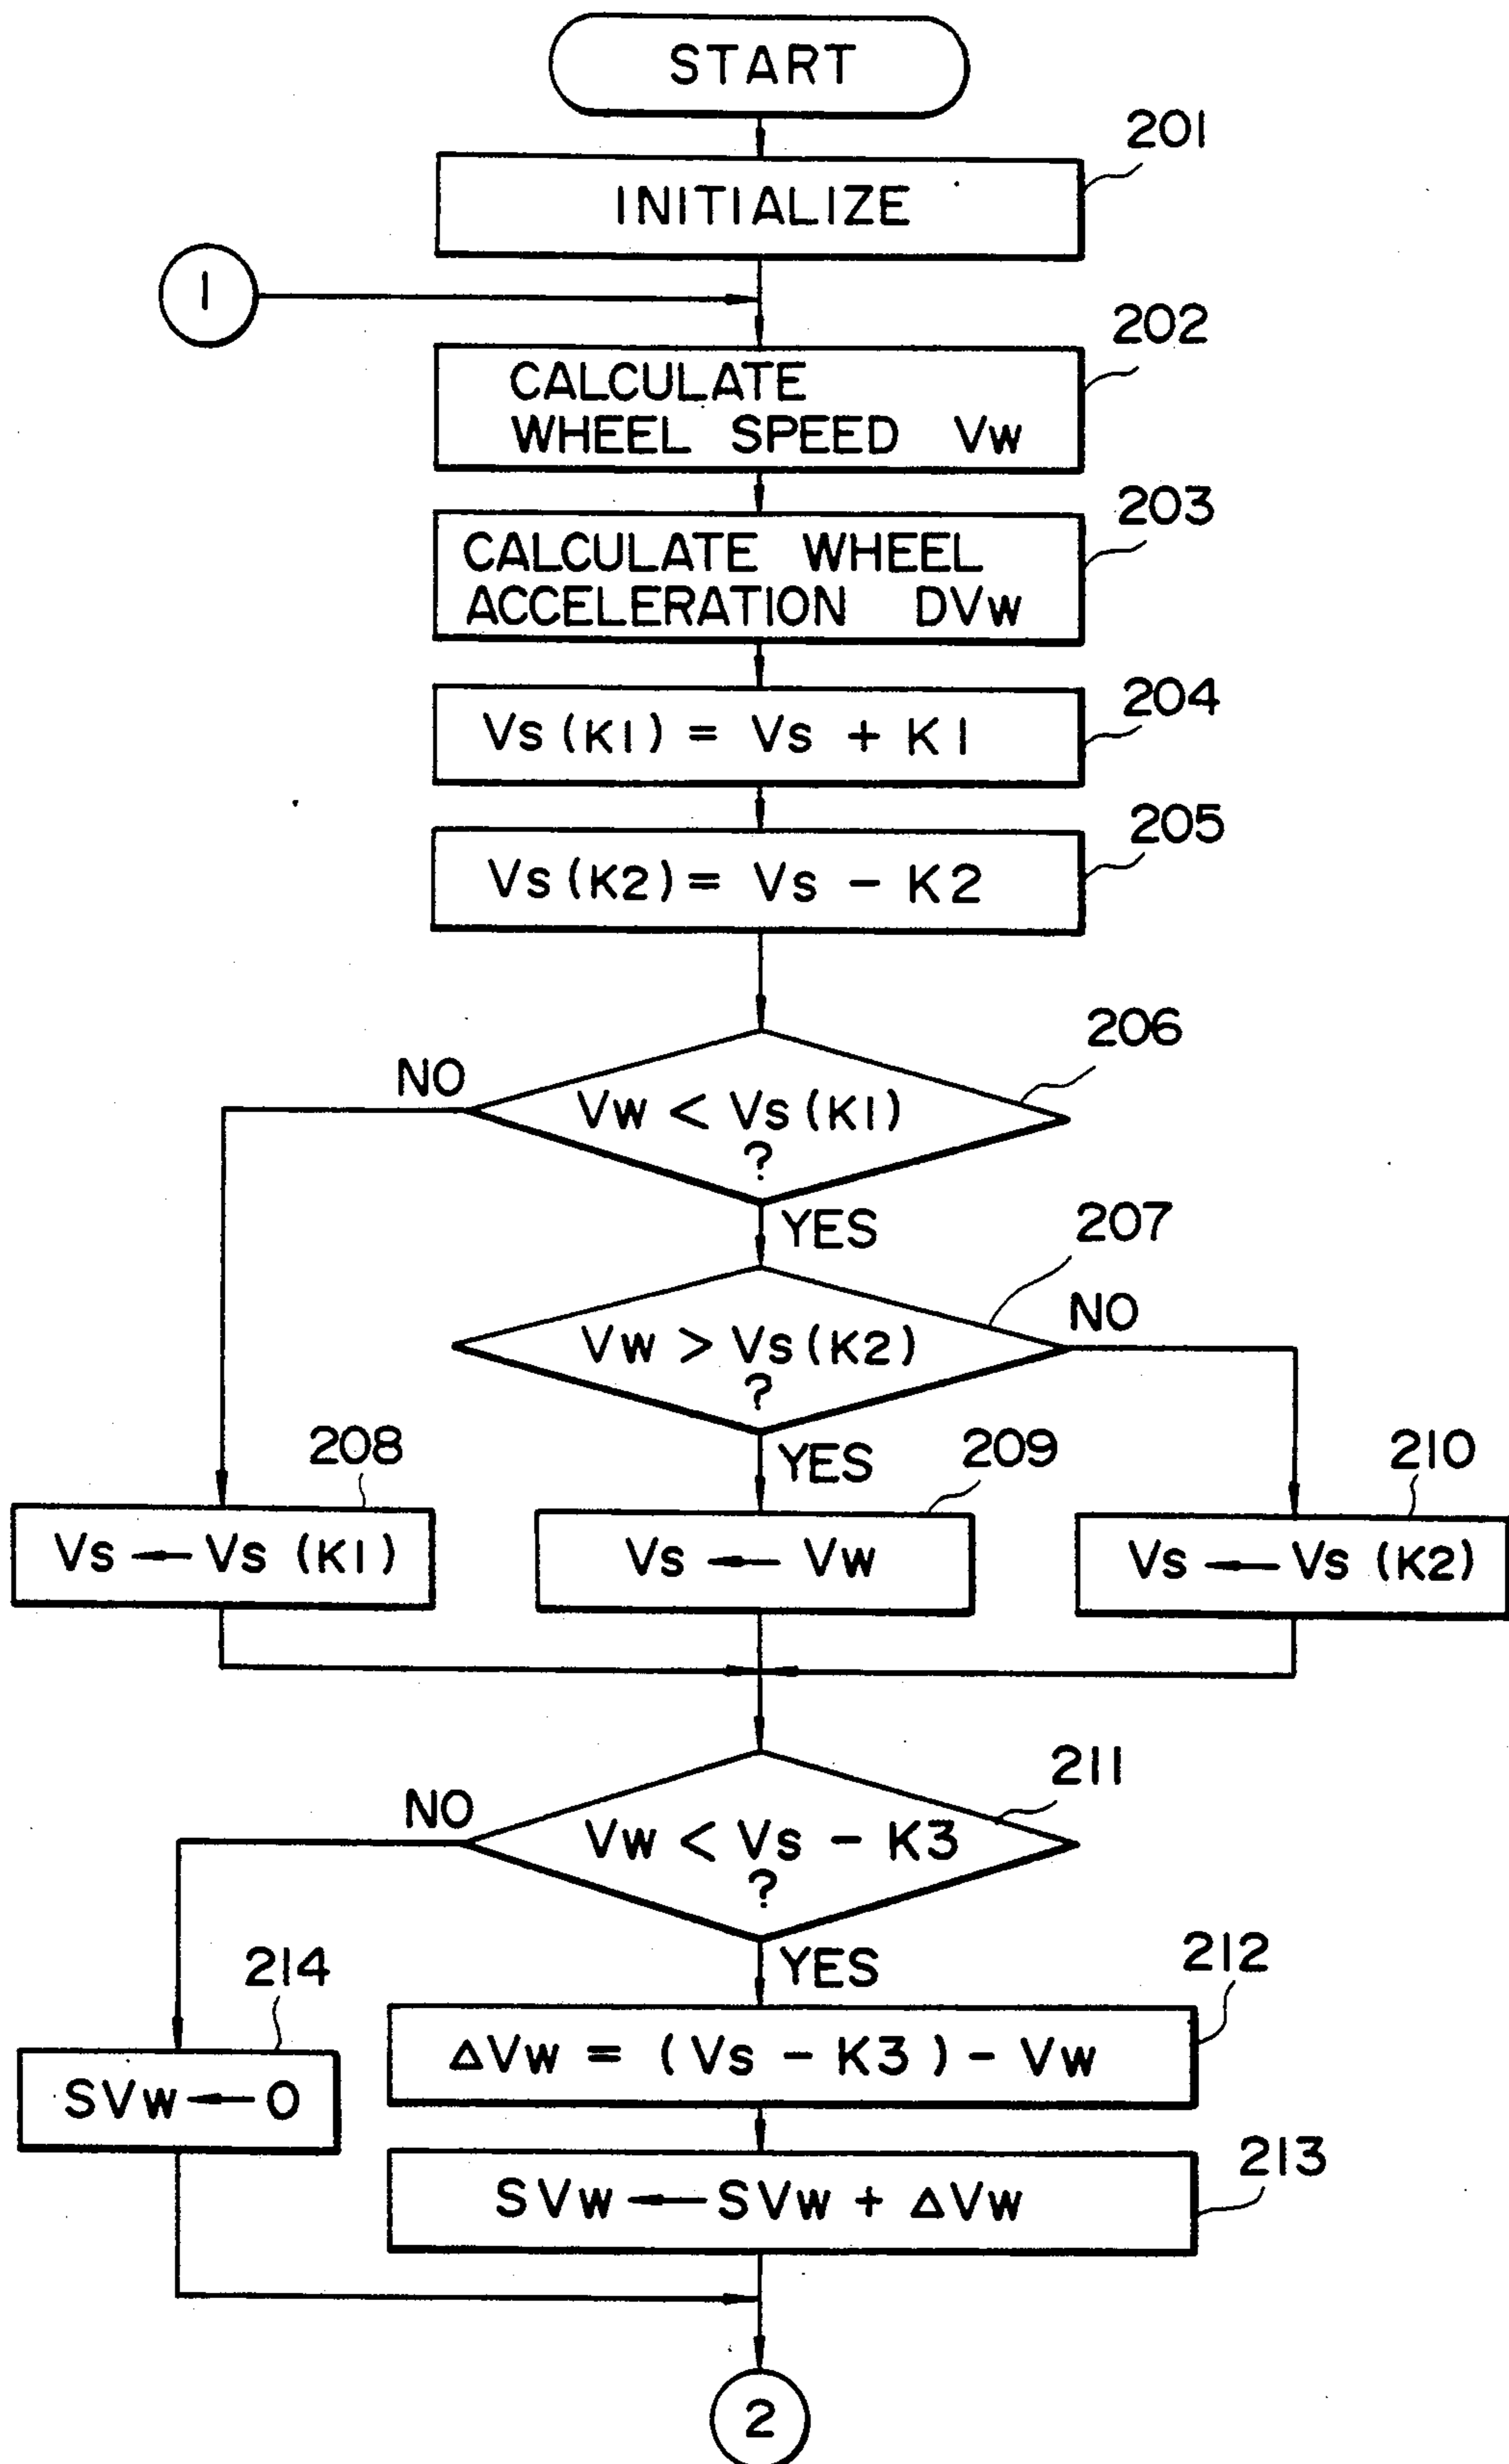 START
201
INITIALIZE
1
202
CALCULATE
WHEEL SPEED Vw
203
CALCULATE WHEEL
ACCELERATION DVw
204
Vs (K1) = Vs + K1
205
Vs (K2) = Vs - K2
206
NO
Vw < Vs (K1)
?
YES
207
NO
Vw > Vs (K2)
?
YES
208
209
210
Vs ← Vs (K1)
Vs ← Vw
Vs ← Vs (K2)
211
NO
Vw < Vs - K3
?
YES
214
212
ΔVw = (Vs - K3) - Vw
SVw ← 0
213
SVw ← SVw + ΔVw
2